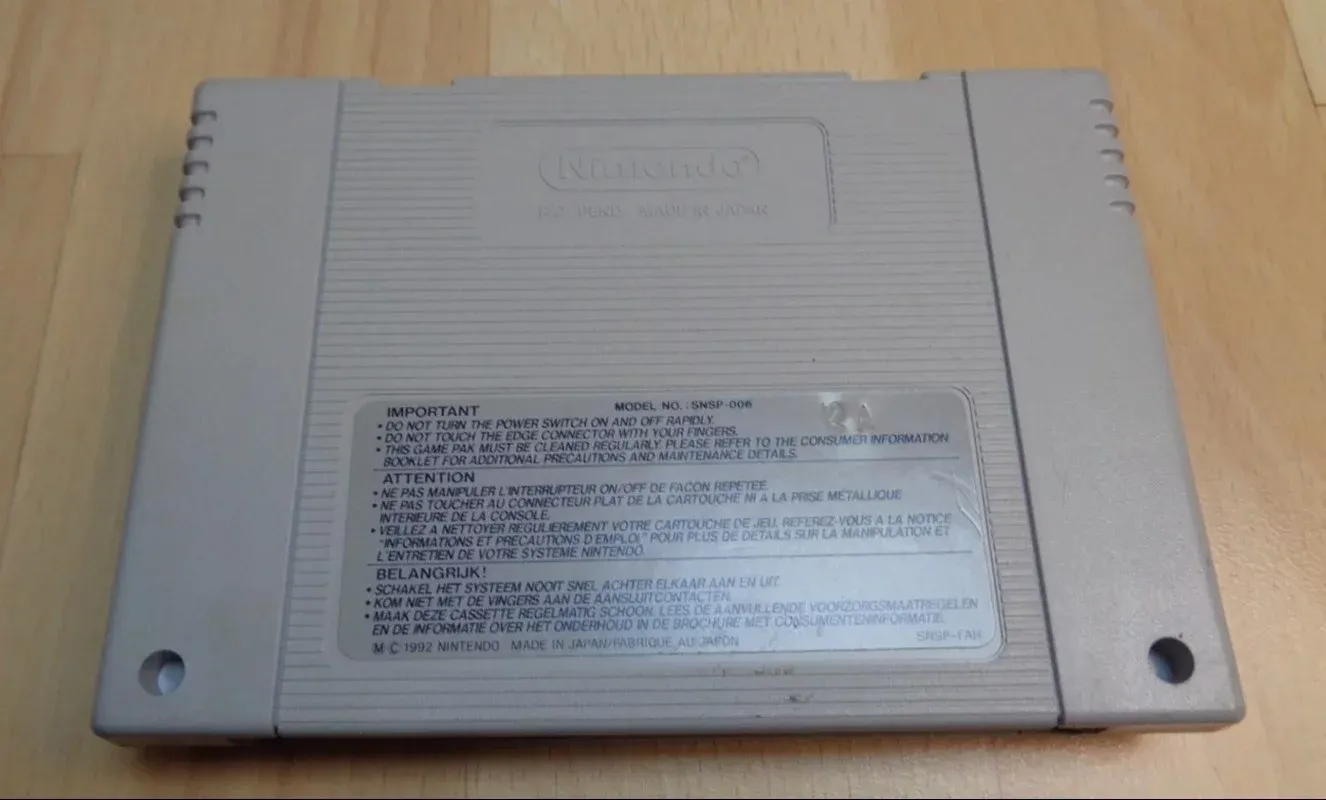 Nintendo®
PAT. PEND. MADE IN JAPAN
IMPORTANT MODEL NO.: SNSP-006
• DO NOT TURN THE POWER SWITCH ON AND OFF RAPIDLY.
• DO NOT TOUCH THE EDGE CONNECTOR WITH YOUR FINGERS.
• THIS GAME PAK MUST BE CLEANED REGULARLY. PLEASE REFER TO THE CONSUMER INFORMATION
BOOKLET FOR ADDITIONAL PRECAUTIONS AND MAINTENANCE DETAILS.
12A
ATTENTION
• NE PAS MANIPULER L'INTERRUPTEUR ON/OFF DE FACON REPETEE.
• NE PAS TOUCHER AU CONNECTEUR PLAT DE LA CARTOUCHE NI A LA PRISE METALLIQUE
INTERIEURE DE LA CONSOLE.
• VEILLEZ A NETTOYER REGULIEREMENT VOTRE CARTOUCHE DE JEU. REFEREZ-VOUS A LA NOTICE
"INFORMATIONS ET PRECAUTIONS D'EMPLOI" POUR PLUS DE DETAILS SUR LA MANIPULATION ET
L'ENTRETIEN DE VOTRE SYSTEME NINTENDO.
BELANGRIJK!
• SCHAKEL HET SYSTEEM NOOIT SNEL ACHTER ELKAAR AAN EN UIT.
• KOM NIET MET DE VINGERS AAN DE AANSLUITCONTACTEN.
• MAAK DEZE CASSETTE REGELMATIG SCHOON. LEES DE AANVULLENDE VOORZORGSMAATREGELEN
EN DE INFORMATIE OVER HET ONDERHOUD IN DE BROCHURE MET CONSUMENTENINFORMATIE.
M © 1992 NINTENDO MADE IN JAPAN/FABRIQUE AU JAPON SNSP-FAH